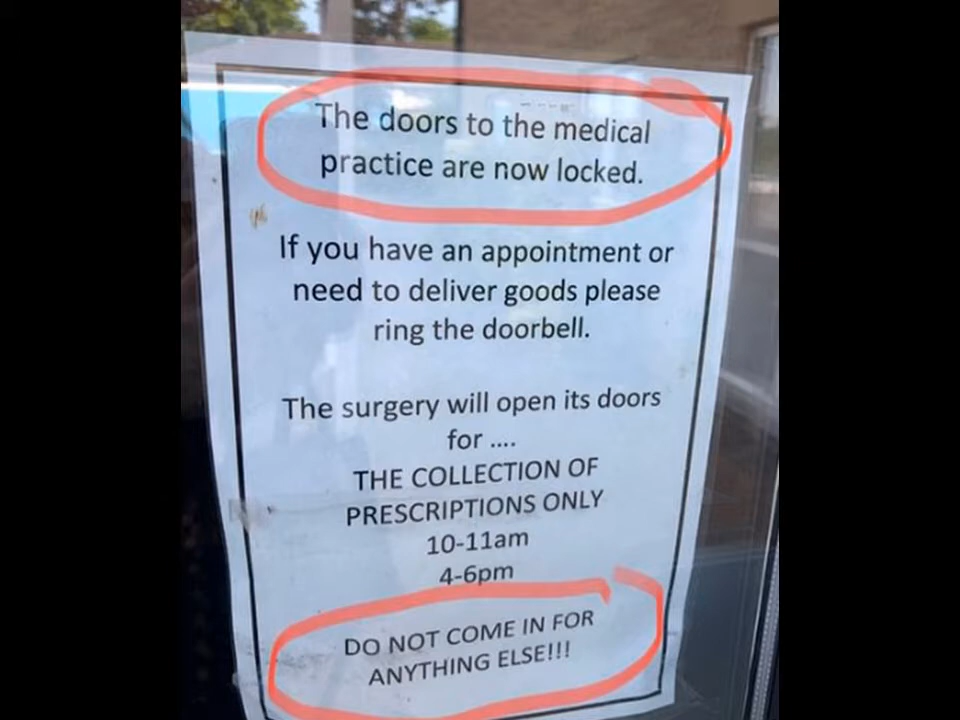 The doors to the medical
practice are now locked.
If you have an appointment or
need to deliver goods please
ring the doorbell.
The surgery will open its doors
for ....
THE COLLECTION OF
PRESCRIPTIONS ONLY
10-11am
4-6pm
DO NOT COME IN FOR
ANYTHING ELSE!!!